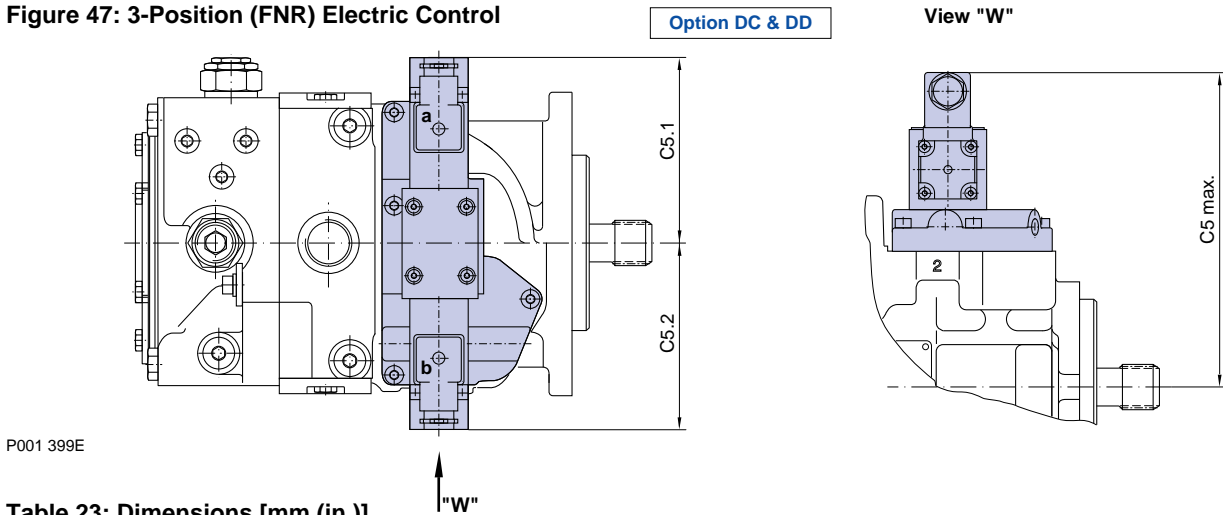 Figure 47: 3-Position (FNR) Electric Control
Option DC & DD
View "W"
a
C5.1
C5.2
b
2
C5 max.
P001 399E
"W"
Table 23: Dimensions [mm (in.)]